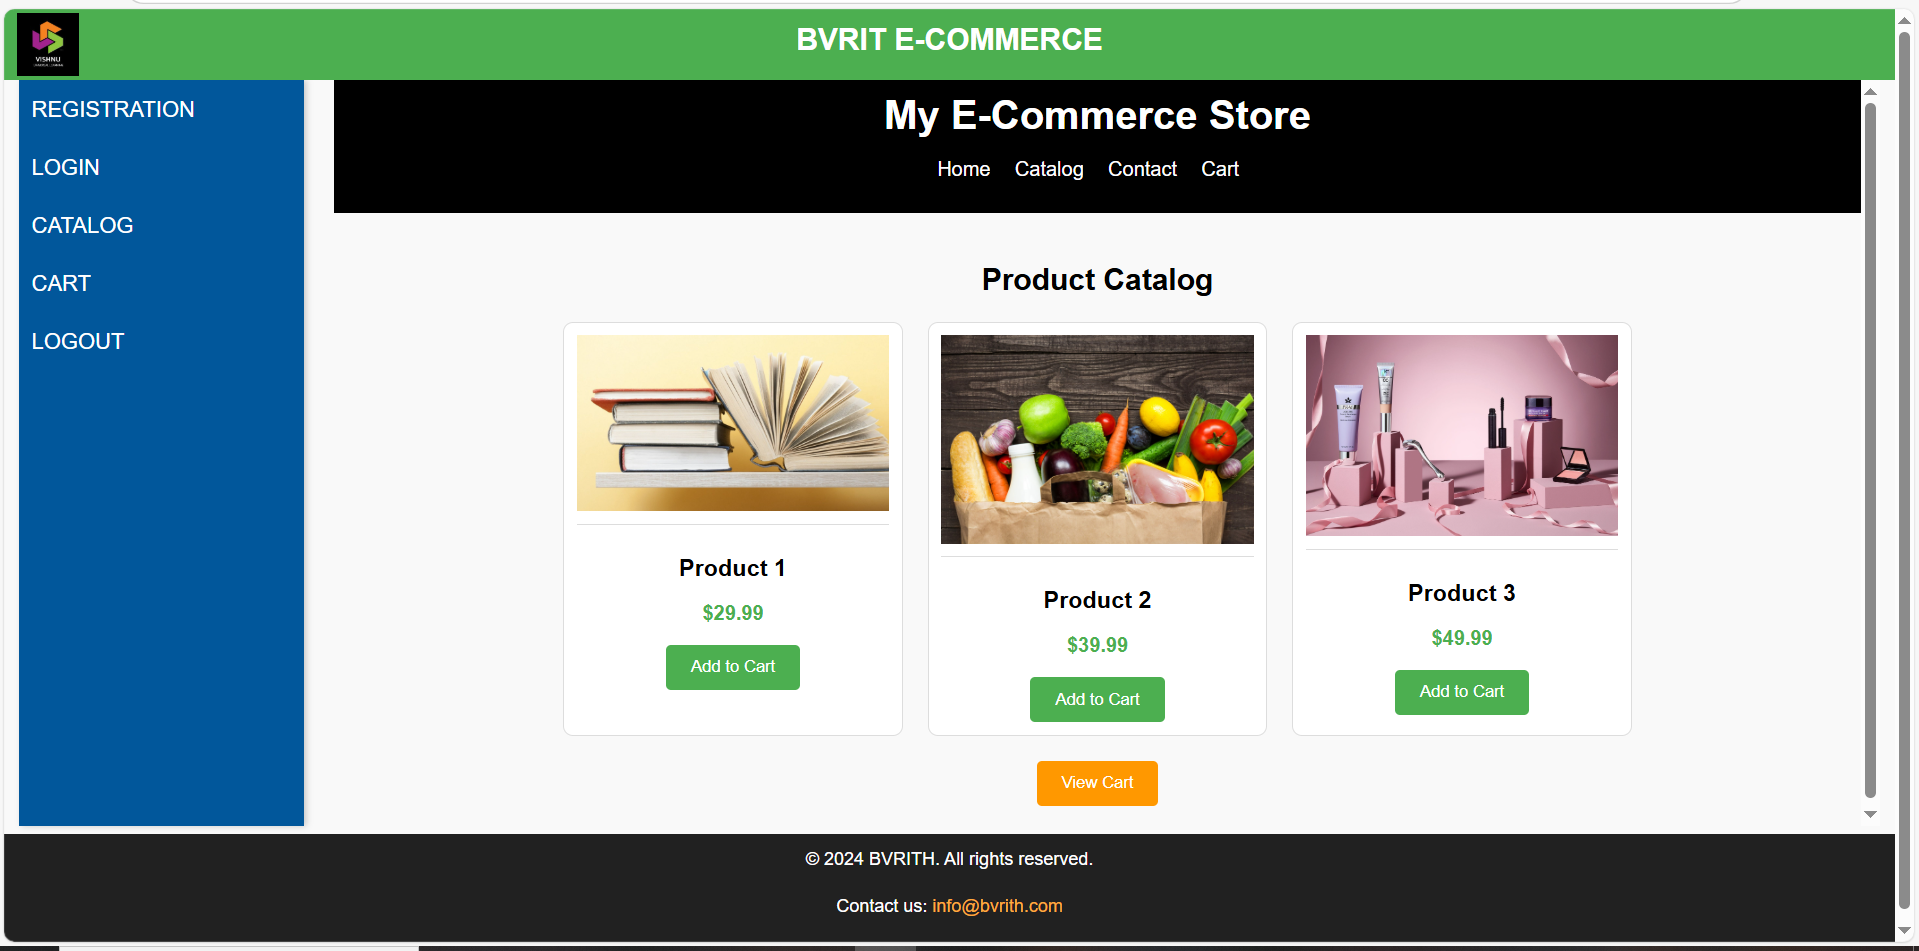 VISHNU
BVRIT E-COMMERCE
REGISTRATION
LOGIN
CATALOG
CART
LOGOUT
My E-Commerce Store
Home Catalog Contact Cart
Product Catalog
Product 1
$29.99
Add to Cart
Product 2
$39.99
Add to Cart
Product 3
$49.99
Add to Cart
View Cart
© 2024 BVRITH. All rights reserved.
Contact us: info@bvrith.com